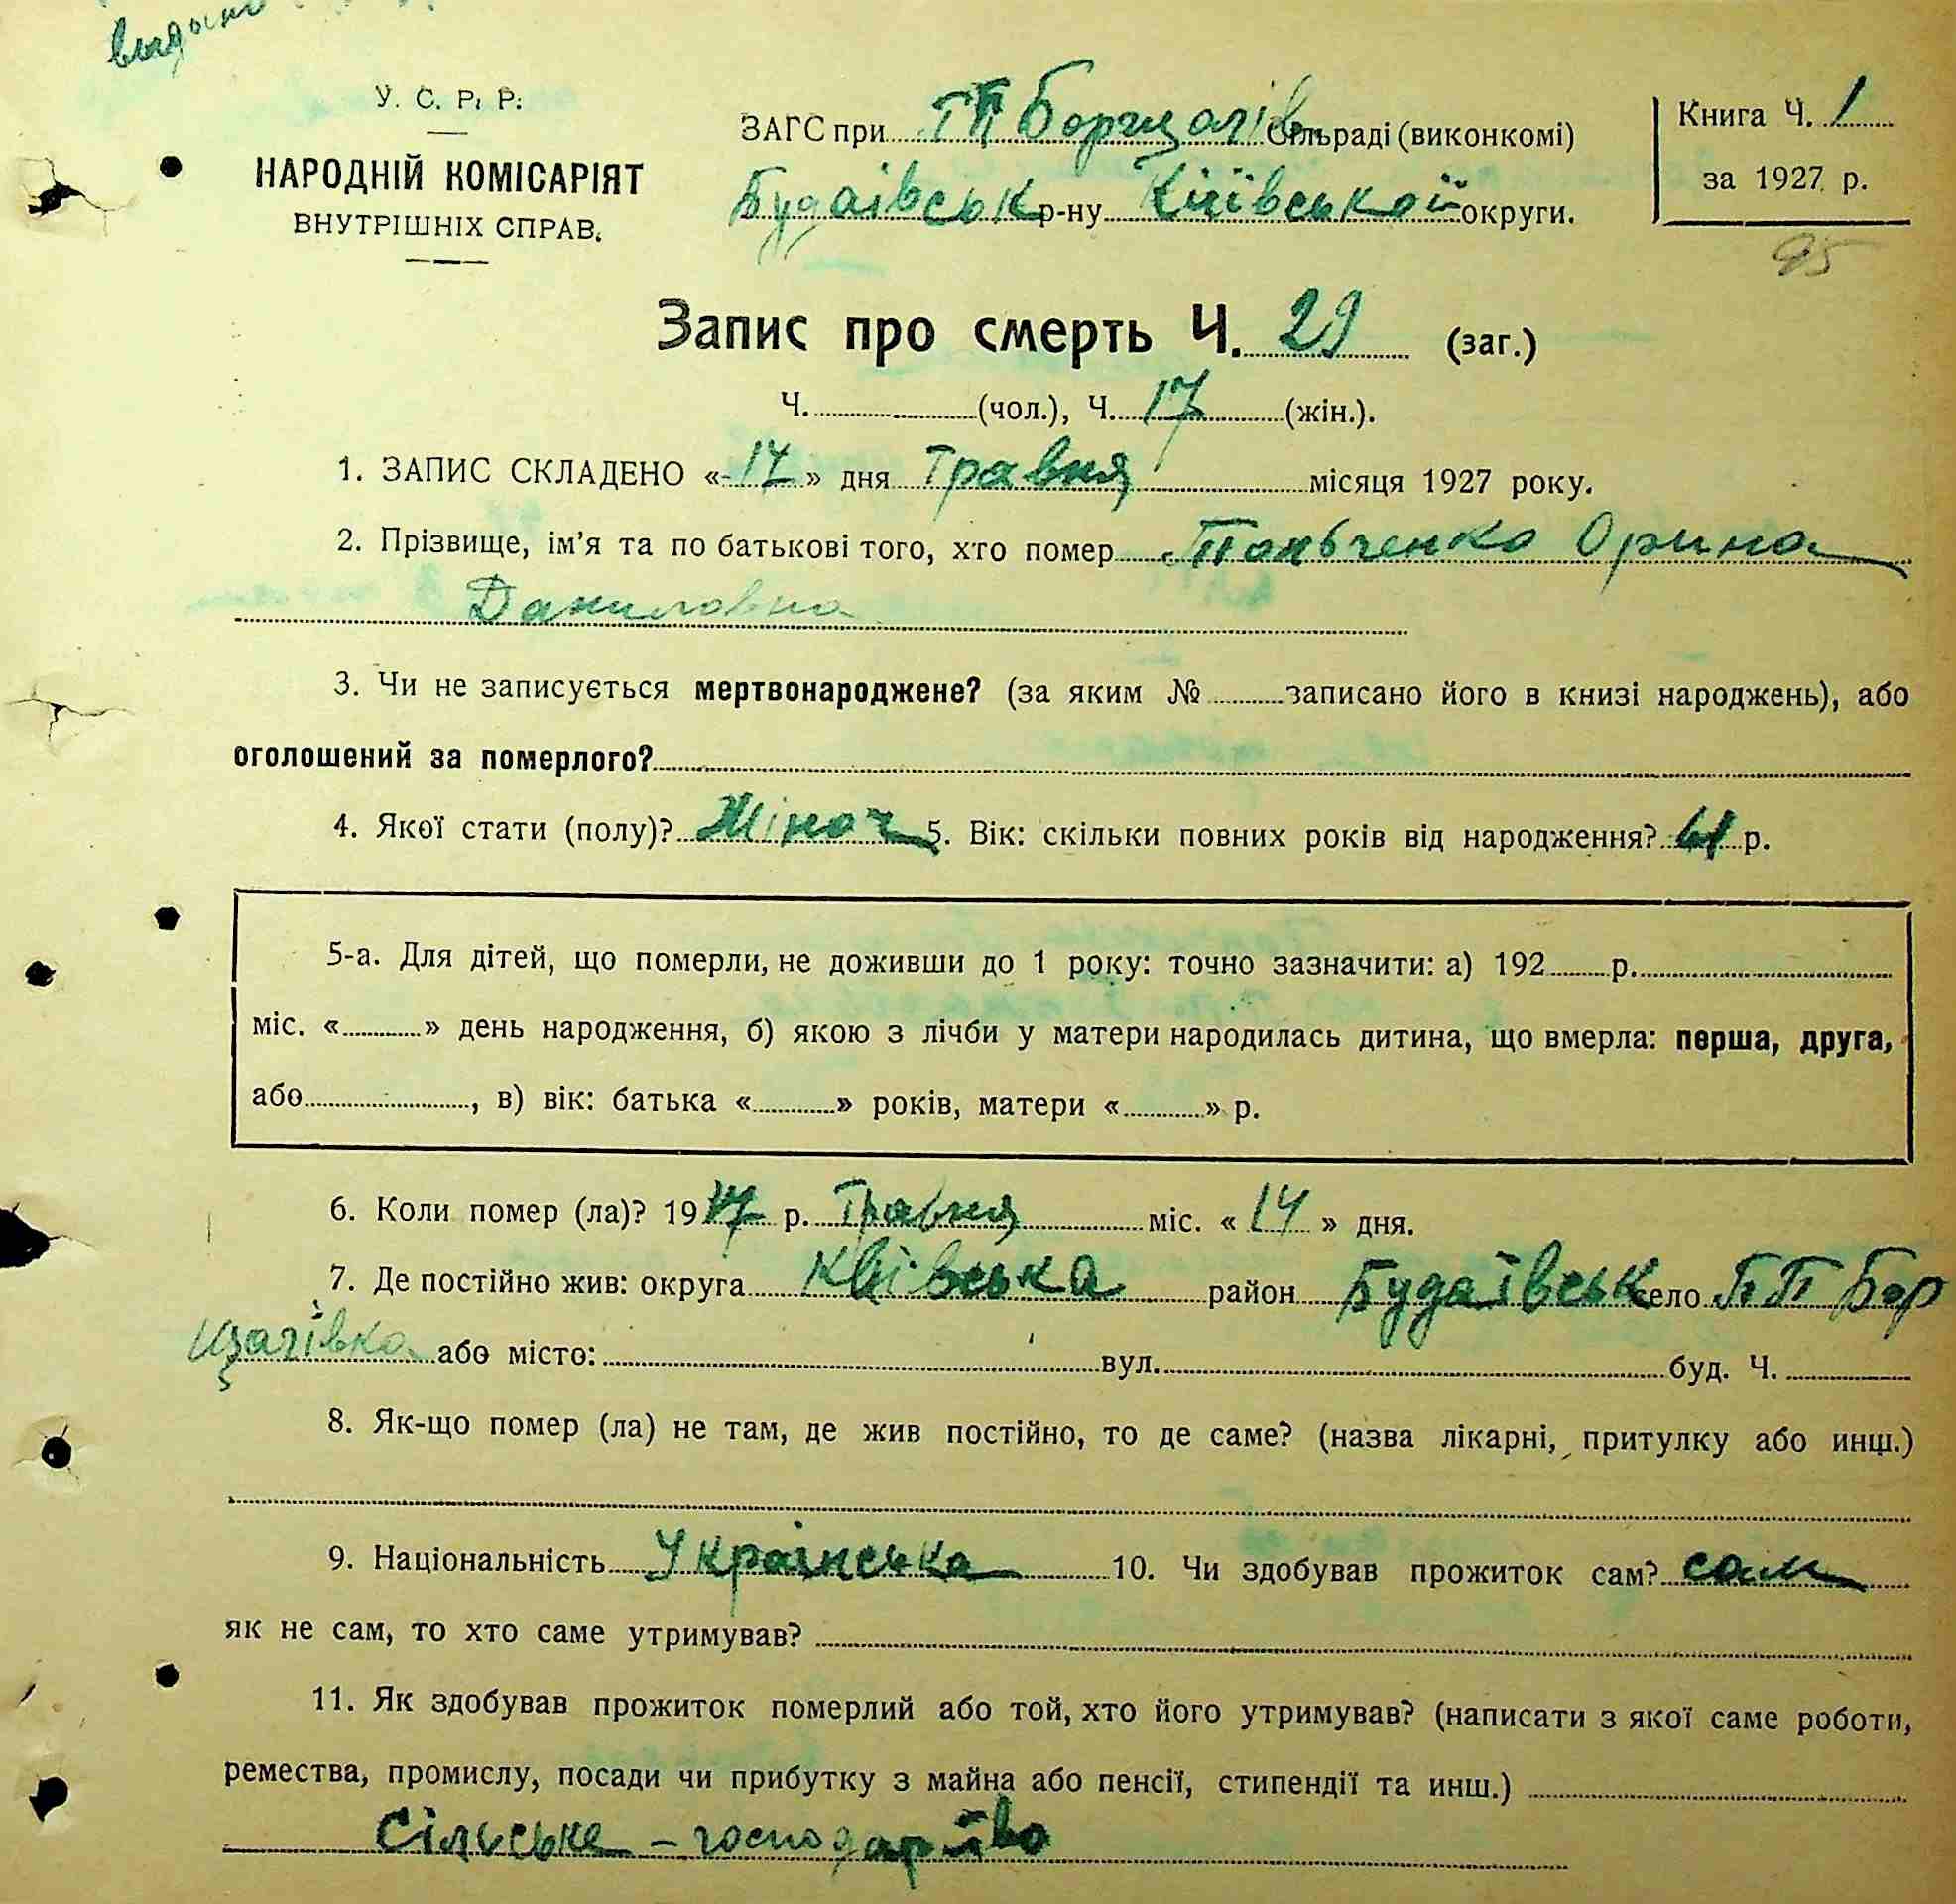 У. С. Р. Р.
НАРОДНІЙ КОМІСАРІЯТ
ВНУТРІШНІХ СПРАВ.
ЗАГС при ПП Борщагів Сільраді (виконкомі)
Будаівськ р-ну Київської округи.
Книга Ч. 1
за 1927 р.
95
Запис про смерть Ч. 29 (заг.)
Ч. (чол.), Ч. 17 (жін.).
1. ЗАПИС СКЛАДЕНО « 17 » дня Травня місяця 1927 року.
2. Прізвище, ім'я та по батькові того, хто помер Орина
Даниловна
3. Чи не записується мертвонароджене? (за яким № записано його в книзі народжень), або
оголошений за померлого?
4. Якої стати (полу)? Жіноч 5. Вік: скільки повних років від народження? р.
5-а. Для дітей, що померли, не доживши до 1 року: точно зазначити: а) 192 р.
міс. « » день народження, б) якою з лічби у матери народилась дитина, що вмерла: перша, друга,
або , в) вік: батька « » років, матери « » р.
6. Коли помер (ла)? 19 р. Травня міс. « 14 » дня.
7. Де постійно жив: округа Київська район Будаївськ село ПП Бор
щагівка або місто: вул. буд. Ч.
8. Як-що помер (ла) не там, де жив постійно, то де саме? (назва лікарні, притулку або инш.)
9. Національність Українська 10. Чи здобував прожиток сам? сам
як не сам, то хто саме утримував?
11. Як здобував прожиток померлий або той, хто його утримував? (написати з якої саме роботи,
ремества, промислу, посади чи прибутку з майна або пенсії, стипендії та инш.)
Сільське - господарство